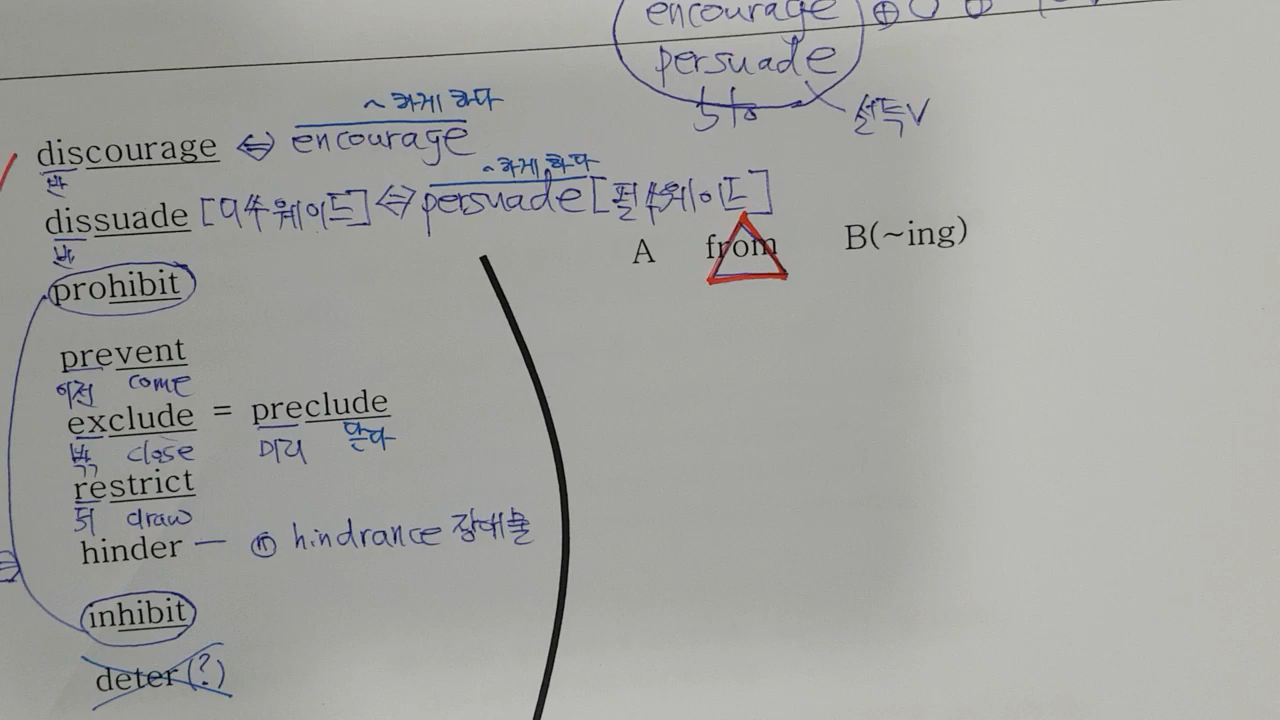 encourage
persuade
설득V
~하게 하다
discourage ⇔ encourage
반
~하게 하다
dissuade [디쑤웨이드] ⇔ persuade [펄쑤웨이드]
반
A from B(~ing)
prohibit
prevent
이전 come
exclude = preclude
밖 close 미리 닫다
restrict
뒤 draw
hinder — ⓝ hindrance 장애물
inhibit
deter(?)